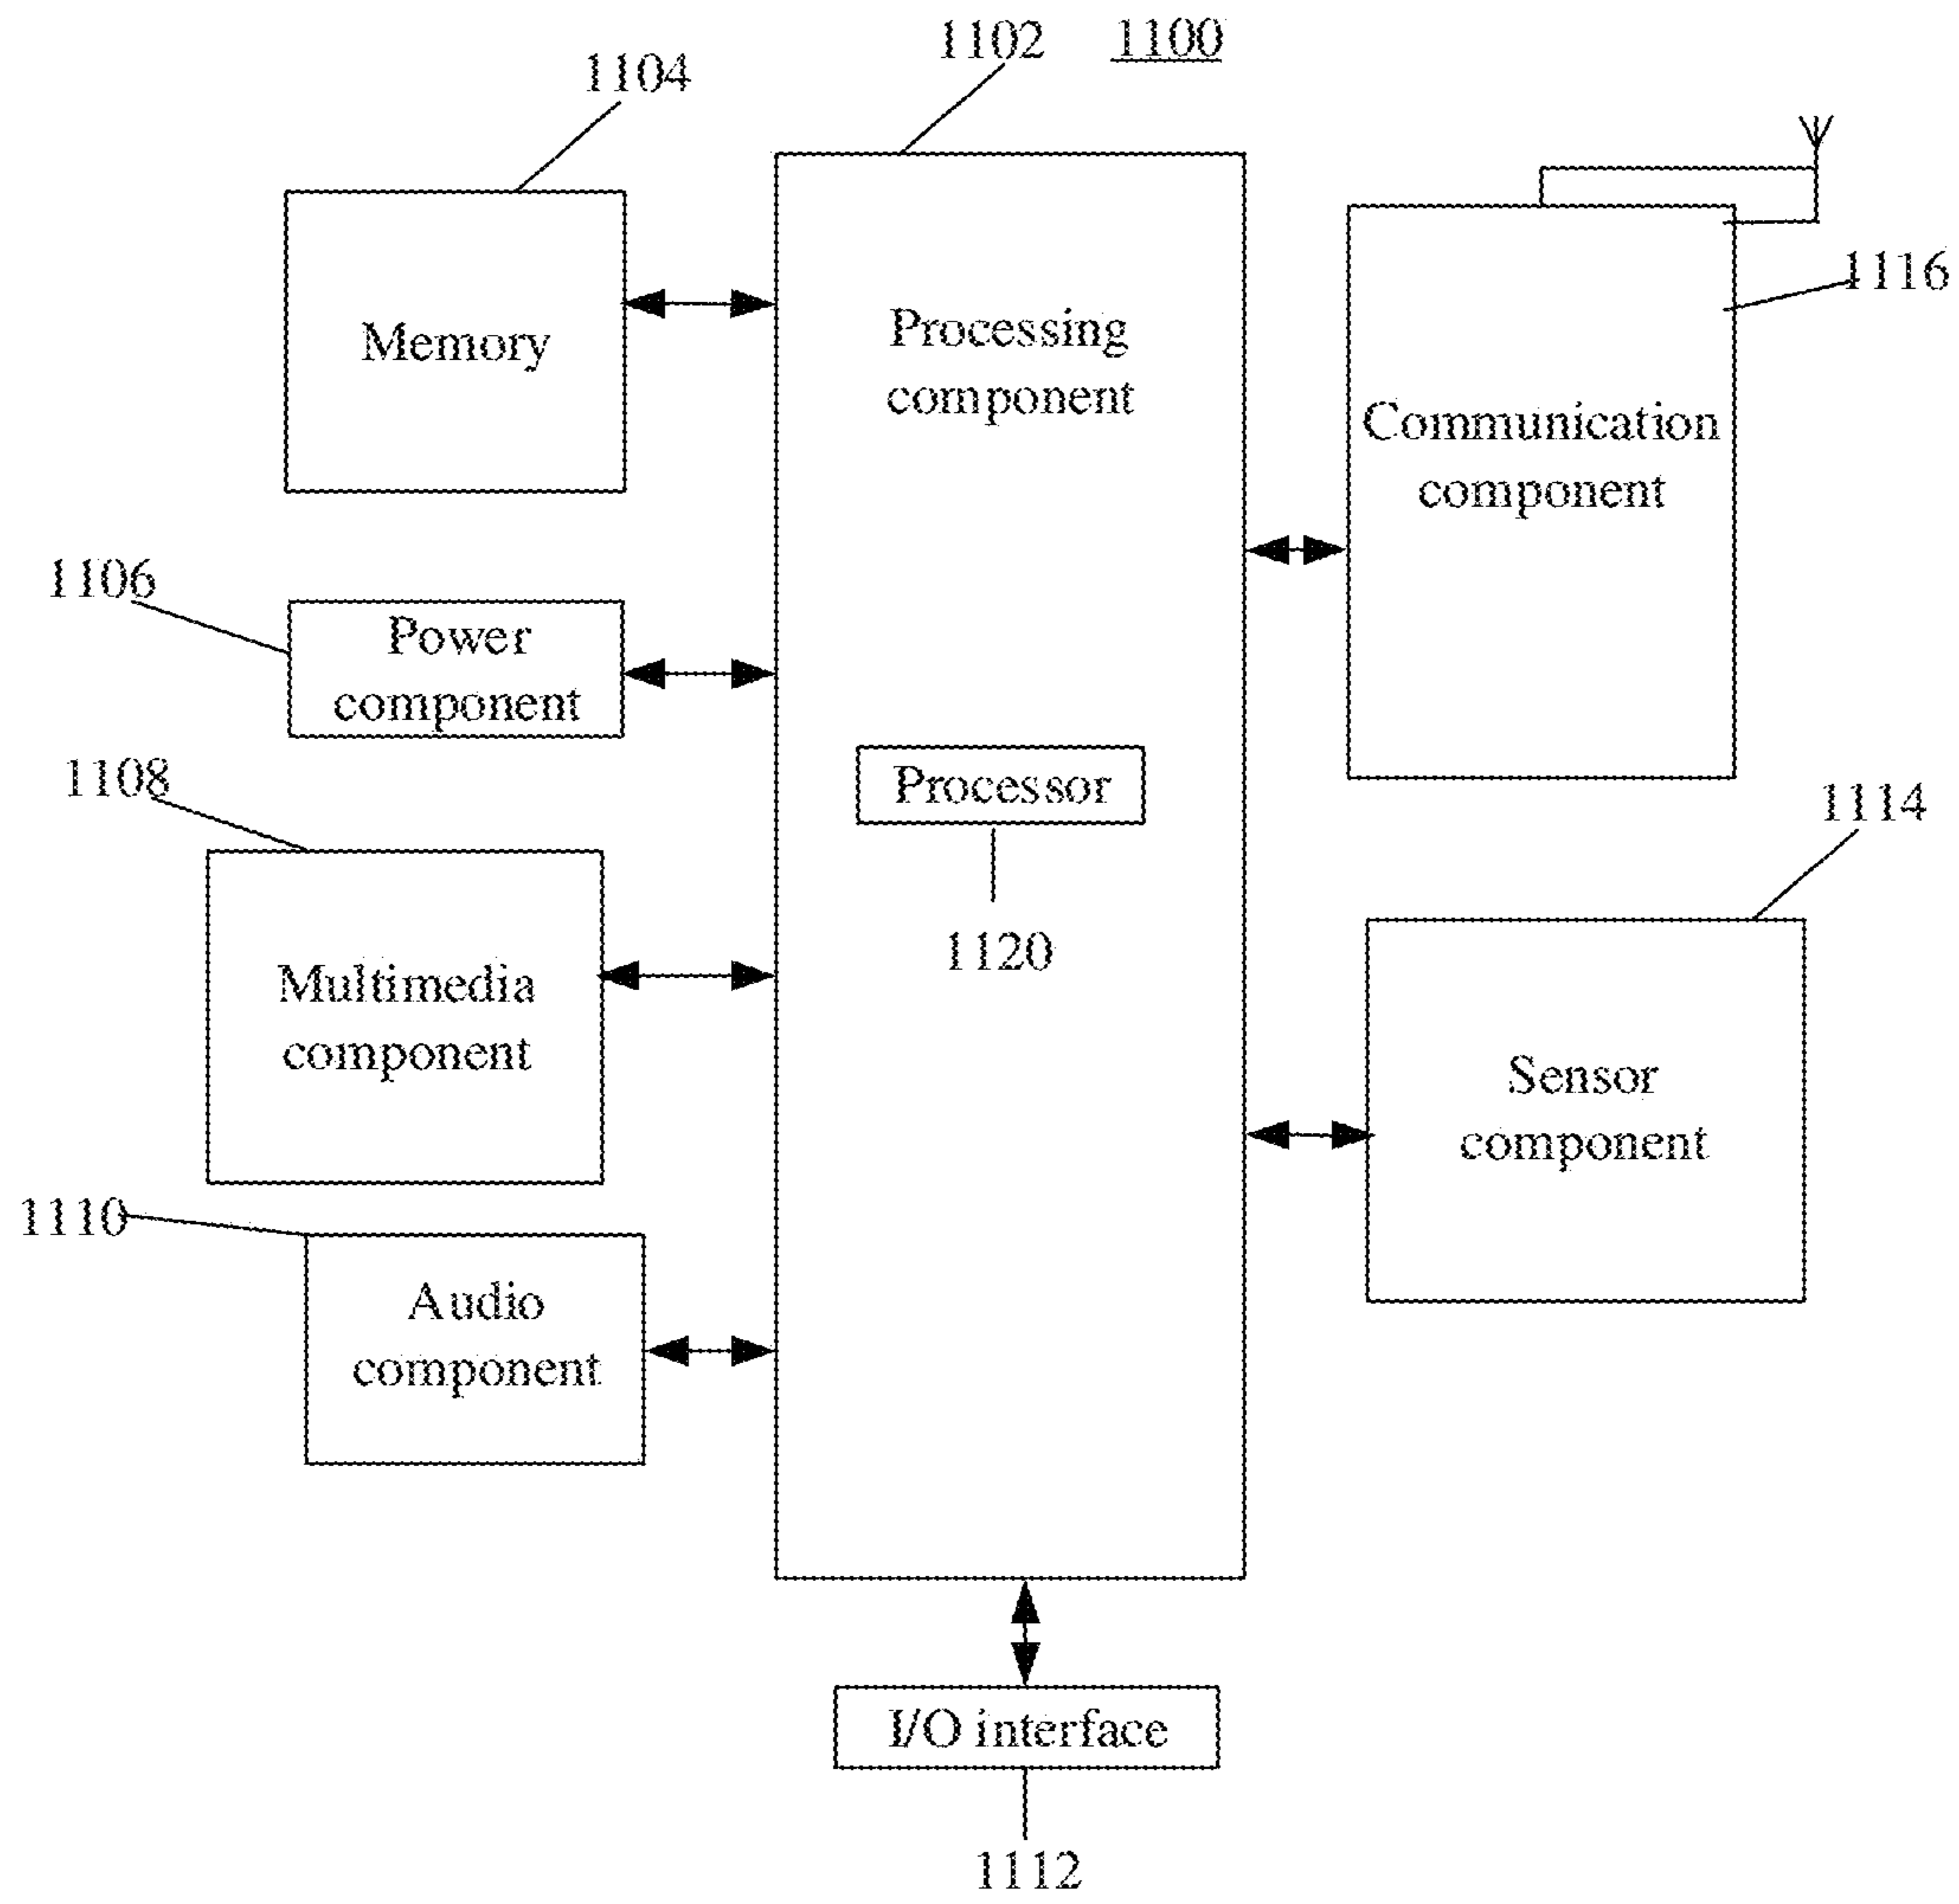 1102
1100
1104
1116
Memory
Processing
component
Communication
component
1106
Power
component
1108
Processor
1114
1120
Multimedia
component
Sensor
component
1110
Audio
component
I/O interface
1112